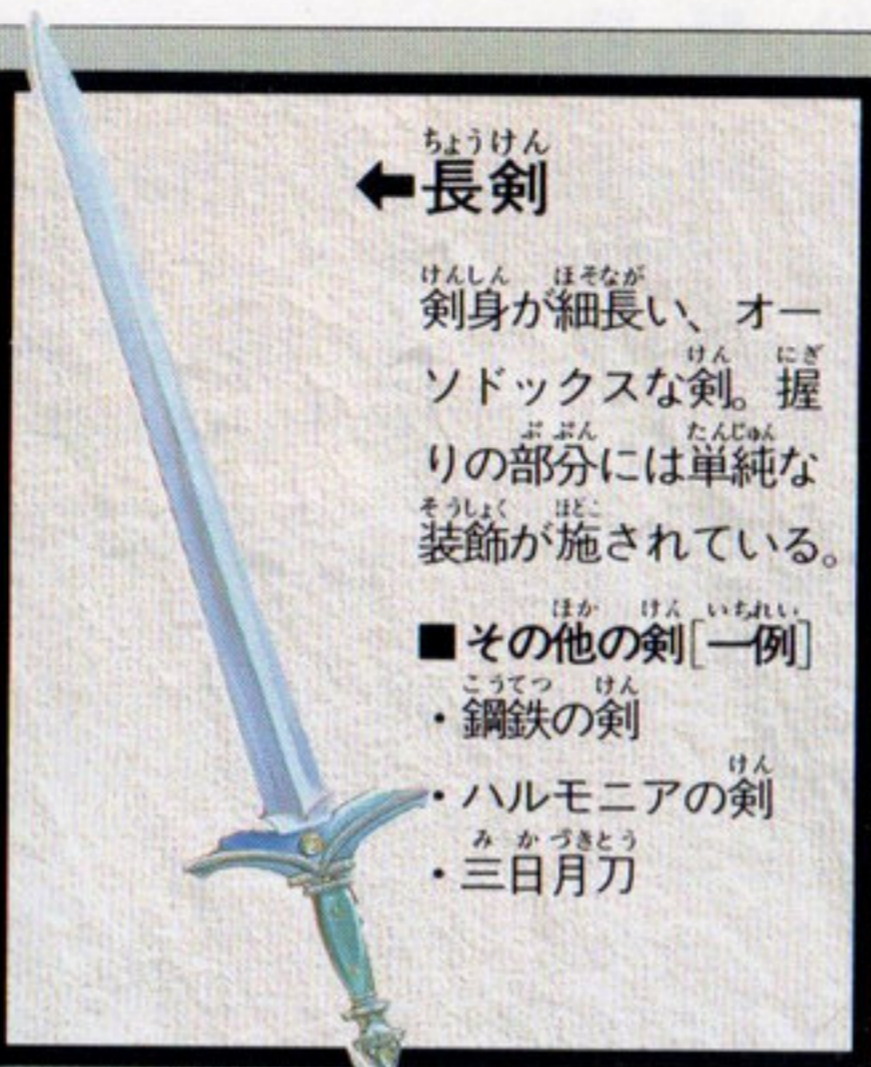 ←長剣
剣身が細長い、オー
ソドックスな剣。握
りの部分には単純な
装飾が施されている。
■その他の剣[一例]
・鋼鉄の剣
・ハルモニアの剣
・三日月刀